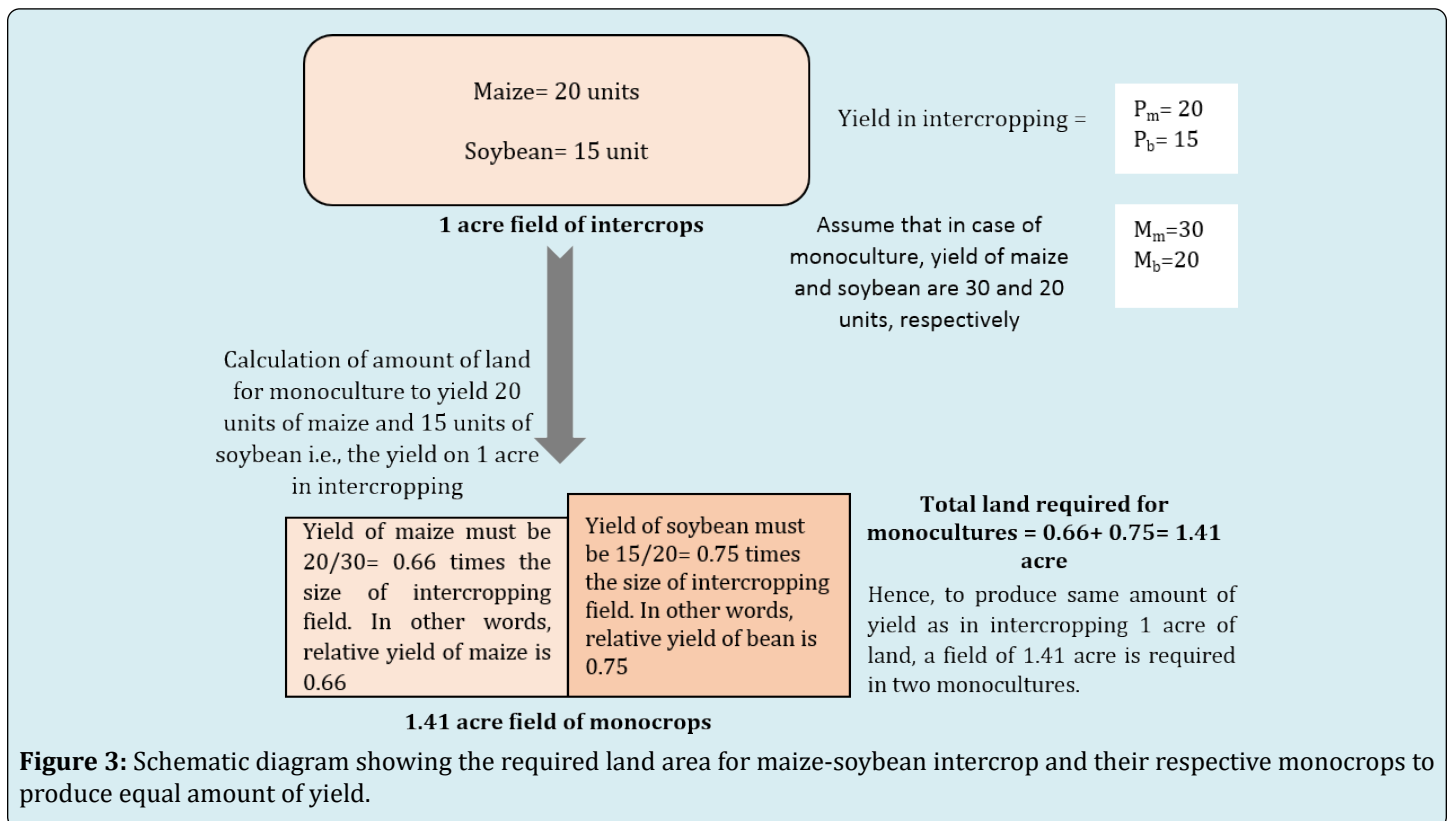 Maize= 20 units
Soybean= 15 unit
1 acre field of intercrops
Yield in intercropping =
Pm= 20
Pb= 15
Assume that in case of
monoculture, yield of maize
and soybean are 30 and 20
units, respectively
Mm=30
Mb=20
Calculation of amount of land
for monoculture to yield 20
units of maize and 15 units of
soybean i.e., the yield on 1 acre
in intercropping
Yield of maize must be
20/30= 0.66 times the
size of intercropping
field. In other words,
relative yield of maize is
0.66
Yield of soybean must
be 15/20= 0.75 times
the size of intercropping
field. In other words,
relative yield of bean is
0.75
1.41 acre field of monocrops
Total land required for
monocultures = 0.66+ 0.75= 1.41
acre
Hence, to produce same amount of
yield as in intercropping 1 acre of
land, a field of 1.41 acre is required
in two monocultures.
Figure 3: Schematic diagram showing the required land area for maize-soybean intercrop and their respective monocrops to
produce equal amount of yield.